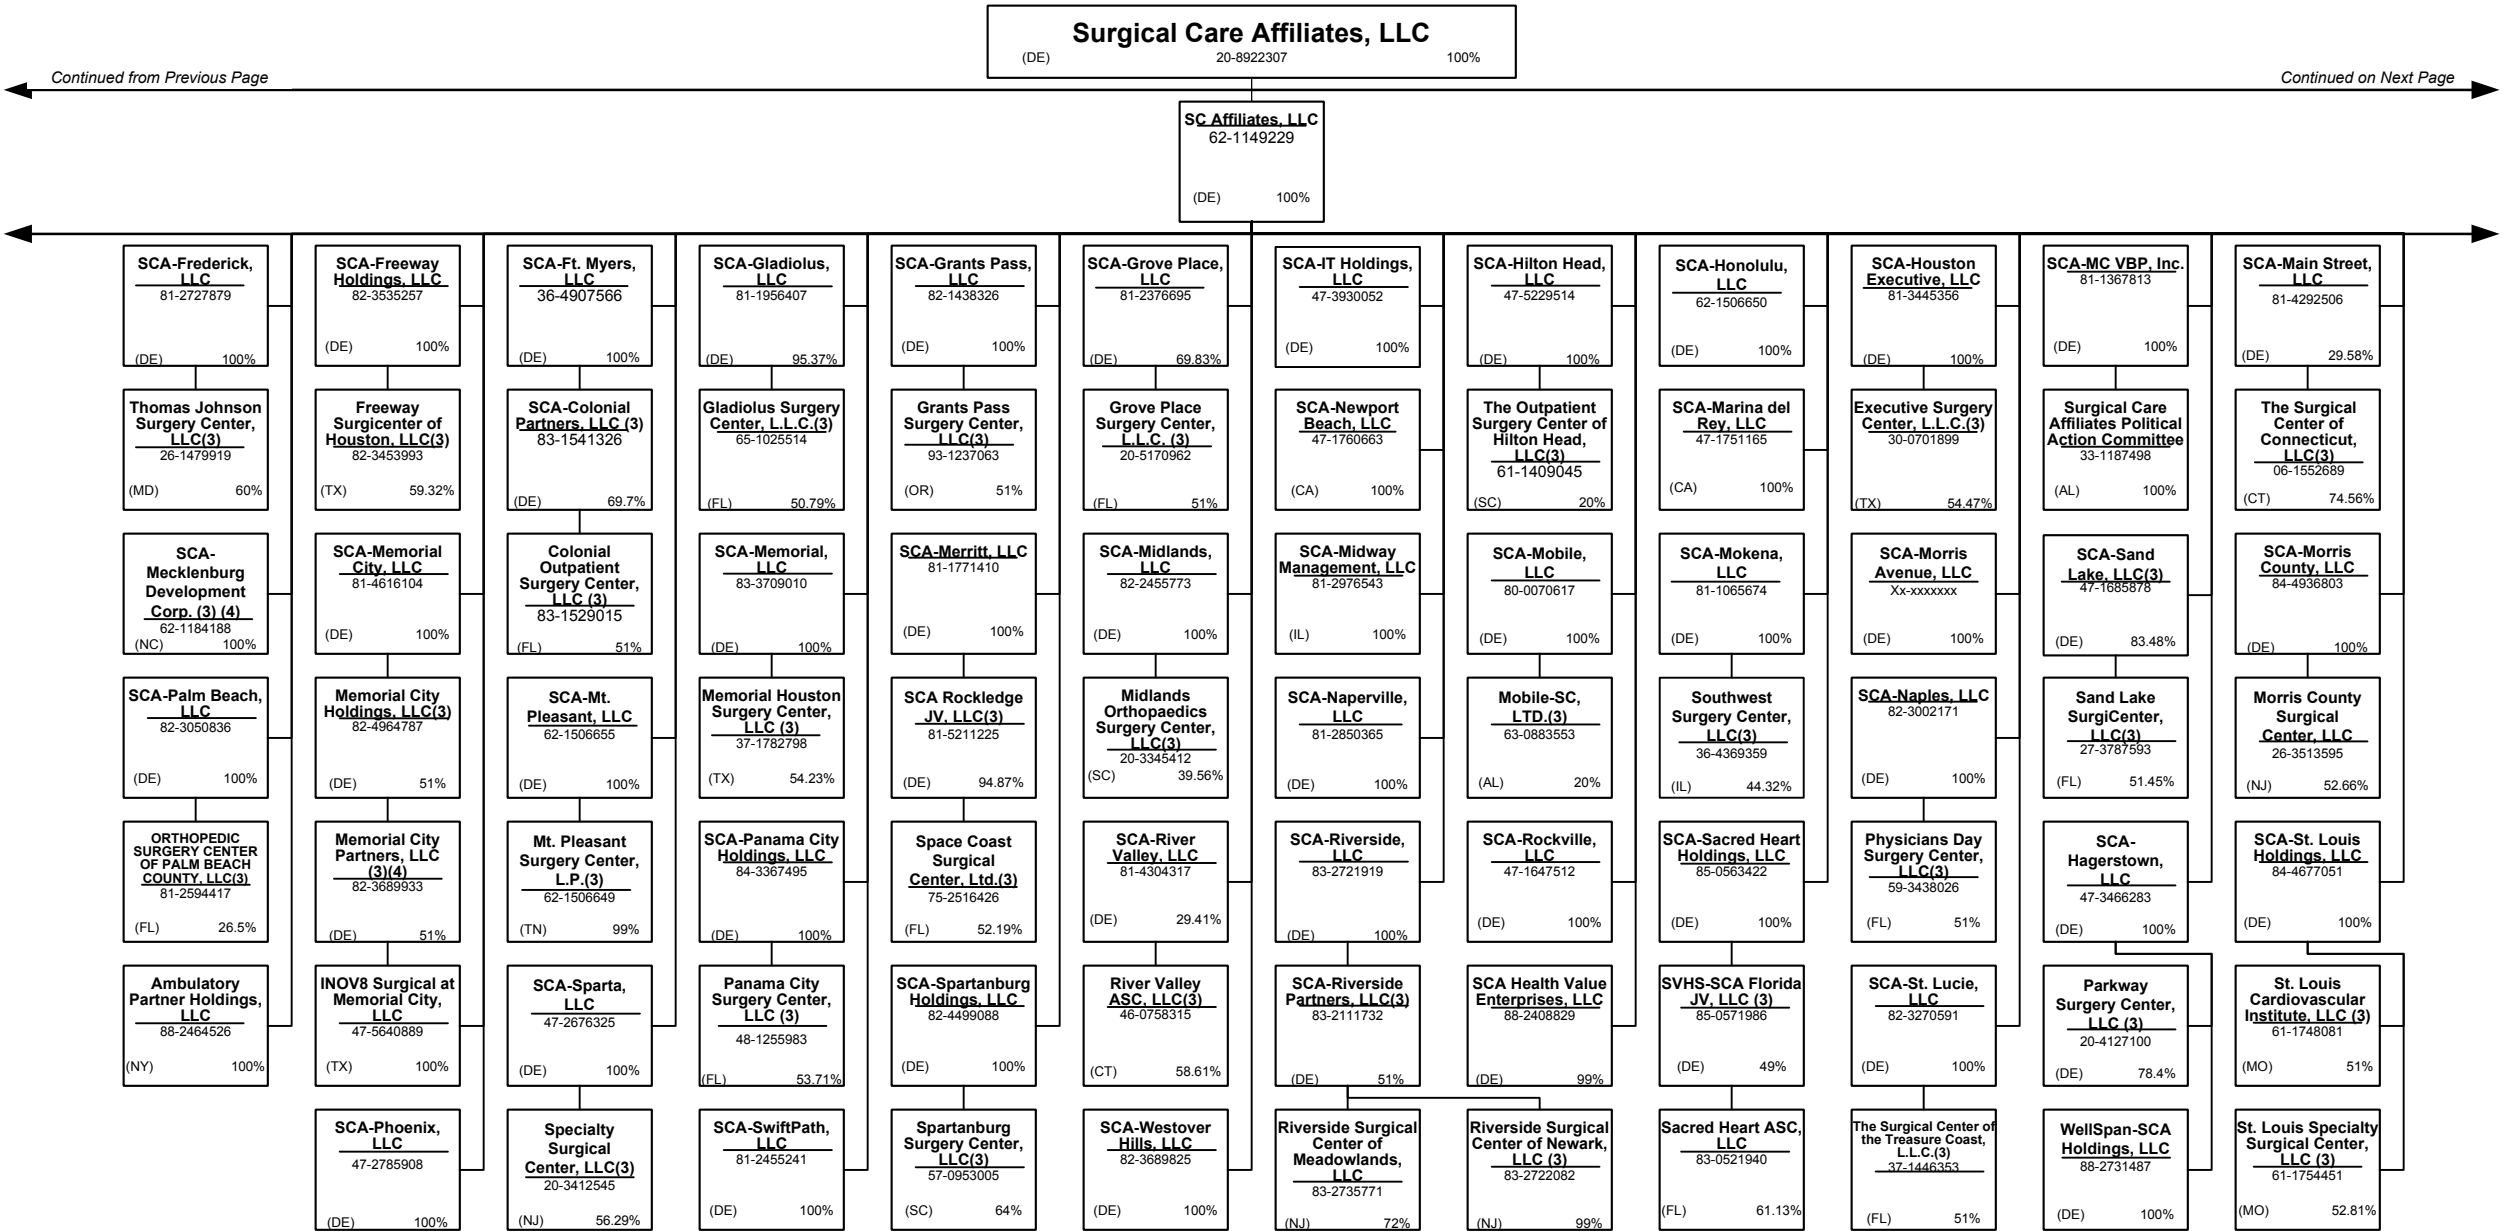 Surgical Care Affiliates, LLC
(DE) 20-8922307 100%
Continued from Previous Page
Continued on Next Page
SC Affiliates, LLC
62-1149229
(DE) 100%
SCA-Frederick,
LLC
81-2727879
(DE) 100%
Thomas Johnson
Surgery Center,
LLC(3)
26-1479919
(MD) 60%
SCA-
Mecklenburg
Development
Corp. (3) (4)
62-1184188
(NC) 100%
SCA-Palm Beach,
LLC
82-3050836
(DE) 100%
ORTHOPEDIC
SURGERY CENTER
OF PALM BEACH
COUNTY, LLC(3)
81-2594417
(FL) 26.5%
Ambulatory
Partner Holdings,
LLC
88-2464526
(NY) 100%
SCA-Freeway
Holdings, LLC
82-3535257
(DE) 100%
Freeway
Surgicenter of
Houston, LLC(3)
82-3453993
(TX) 59.32%
SCA-Memorial
City, LLC
81-4616104
(DE) 100%
Memorial City
Holdings, LLC(3)
82-4964787
(DE) 51%
Memorial City
Partners, LLC
(3)(4)
82-3689933
(DE) 51%
INOV8 Surgical at
Memorial City,
LLC
47-5640889
(TX) 100%
SCA-Phoenix,
LLC
47-2785908
(DE) 100%
SCA-Ft. Myers,
LLC
36-4907566
(DE) 100%
SCA-Colonial
Partners, LLC (3)
83-1541326
(DE) 69.7%
Colonial
Outpatient
Surgery Center,
LLC (3)
83-1529015
(FL) 51%
SCA-Mt.
Pleasant, LLC
62-1506655
(DE) 100%
Mt. Pleasant
Surgery Center,
L.P.(3)
62-1506649
(TN) 99%
SCA-Sparta,
LLC
47-2676325
(DE) 100%
Specialty
Surgical
Center, LLC(3)
20-3412545
(NJ) 56.29%
SCA-Gladiolus,
LLC
81-1956407
(DE) 95.37%
Gladiolus Surgery
Center, L.L.C.(3)
65-1025514
(FL) 50.79%
SCA-Memorial,
LLC
83-3709010
(DE) 100%
Memorial Houston
Surgery Center,
LLC (3)
37-1782798
(TX) 54.23%
SCA-Panama City
Holdings, LLC
84-3367495
(DE) 100%
Panama City
Surgery Center,
LLC (3)
48-1255983
(FL) 53.71%
SCA-SwiftPath,
LLC
81-2455241
(DE) 100%
SCA-Grants Pass,
LLC
82-1438326
(DE) 100%
Grants Pass
Surgery Center,
LLC(3)
93-1237063
(OR) 51%
SCA-Merritt, LLC
81-1771410
(DE) 100%
SCA Rockledge
JV, LLC(3)
81-5211225
(DE) 94.87%
Space Coast
Surgical
Center, Ltd.(3)
75-2516426
(FL) 52.19%
SCA-Spartanburg
Holdings, LLC
82-4499088
(DE) 100%
Spartanburg
Surgery Center,
LLC(3)
57-0953005
(SC) 64%
SCA-Grove Place,
LLC
81-2376695
(DE) 69.83%
Grove Place
Surgery Center,
L.L.C. (3)
20-5170962
(FL) 51%
SCA-Midlands,
LLC
82-2455773
(DE) 100%
Midlands
Orthopaedics
Surgery Center,
LLC(3)
20-3345412
(SC) 39.56%
SCA-River
Valley, LLC
81-4304317
(DE) 29.41%
River Valley
ASC, LLC(3)
46-0758315
(CT) 58.61%
SCA-Westover
Hills, LLC
82-3689825
(DE) 100%
SCA-IT Holdings,
LLC
47-3930052
(DE) 100%
SCA-Newport
Beach, LLC
47-1760663
(CA) 100%
SCA-Midway
Management, LLC
81-2976543
(IL) 100%
SCA-Naperville,
LLC
81-2850365
(DE) 100%
SCA-Riverside,
LLC
83-2721919
(DE) 100%
SCA-Riverside
Partners, LLC(3)
83-2111732
(DE) 51%
Riverside Surgical
Center of
Meadowlands,
LLC
83-2735771
(NJ) 72%
SCA-Hilton Head,
LLC
47-5229514
(DE) 100%
The Outpatient
Surgery Center of
Hilton Head,
LLC(3)
61-1409045
(SC) 20%
SCA-Mobile,
LLC
80-0070617
(DE) 100%
Mobile-SC,
LTD.(3)
63-0883553
(AL) 20%
SCA-Rockville,
LLC
47-1647512
(DE) 100%
SCA Health Value
Enterprises, LLC
88-2408829
(DE) 99%
Riverside Surgical
Center of Newark,
LLC (3)
83-2722082
(NJ) 99%
SCA-Honolulu,
LLC
62-1506650
(DE) 100%
SCA-Marina del
Rey, LLC
47-1751165
(CA) 100%
SCA-Mokena,
LLC
81-1065674
(DE) 100%
Southwest
Surgery Center,
LLC(3)
36-4369359
(IL) 44.32%
SCA-Sacred Heart
Holdings, LLC
85-0563422
(DE) 100%
SVHS-SCA Florida
JV, LLC (3)
85-0571986
(DE) 49%
Sacred Heart ASC,
LLC
83-0521940
(FL) 61.13%
SCA-Houston
Executive, LLC
81-3445356
(DE) 100%
Executive Surgery
Center, L.L.C.(3)
30-0701899
(TX) 54.47%
SCA-Morris
Avenue, LLC
Xx-xxxxxxx
(DE) 100%
SCA-Naples, LLC
82-3002171
(DE) 100%
Physicians Day
Surgery Center,
LLC(3)
59-3438026
(FL) 51%
SCA-St. Lucie,
LLC
82-3270591
(DE) 100%
The Surgical Center of
the Treasure Coast,
L.L.C.(3)
37-1446353
(FL) 51%
SCA-MC VBP, Inc.
81-1367813
(DE) 100%
Surgical Care
Affiliates Political
Action Committee
33-1187498
(AL) 100%
SCA-Sand
Lake, LLC(3)
47-1685878
(DE) 83.48%
Sand Lake
SurgiCenter,
LLC(3)
27-3787593
(FL) 51.45%
SCA-
Hagerstown,
LLC
47-3466283
(DE) 100%
Parkway
Surgery Center,
LLC (3)
20-4127100
(DE) 78.4%
WellSpan-SCA
Holdings, LLC
88-2731487
(DE) 100%
SCA-Main Street,
LLC
81-4292506
(DE) 29.58%
The Surgical
Center of
Connecticut,
LLC(3)
06-1552689
(CT) 74.56%
SCA-Morris
County, LLC
84-4936803
(DE) 100%
Morris County
Surgical
Center, LLC
26-3513595
(NJ) 52.66%
SCA-St. Louis
Holdings, LLC
84-4677051
(DE) 100%
St. Louis
Cardiovascular
Institute, LLC (3)
61-1748081
(MO) 51%
St. Louis Specialty
Surgical Center,
LLC (3)
61-1754451
(MO) 52.81%